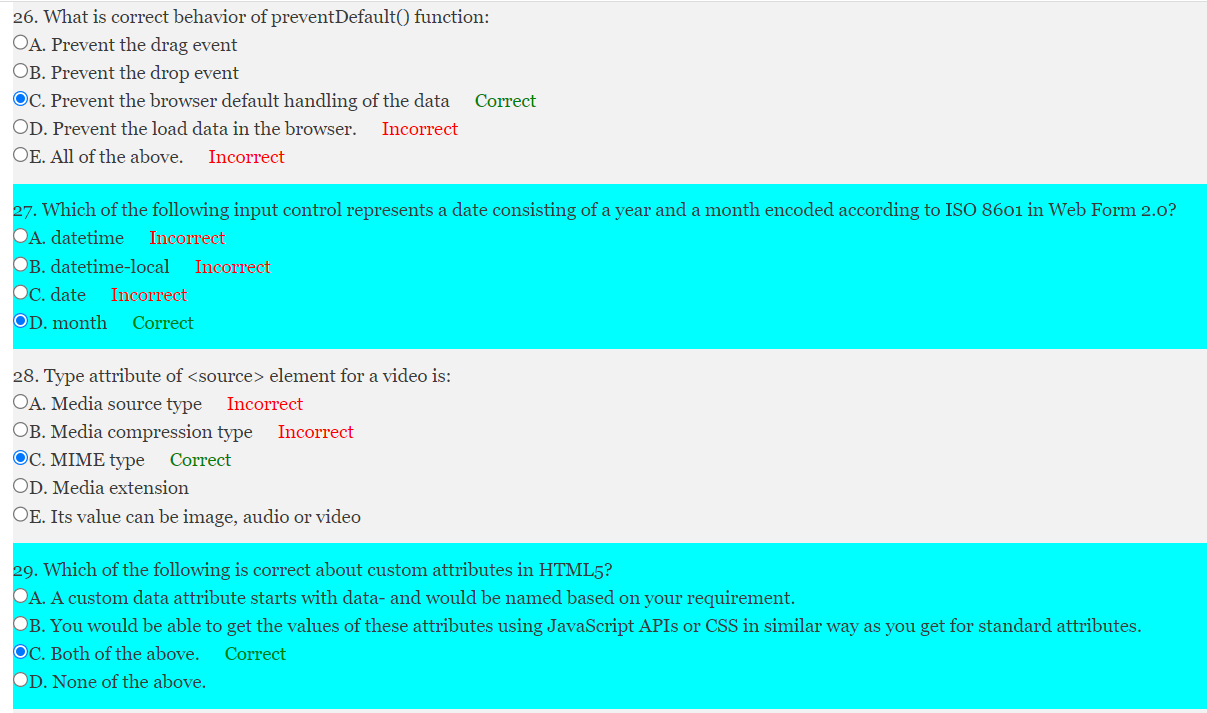 26. What is correct behavior of preventDefault() function:
A. Prevent the drag event
B. Prevent the drop event
C. Prevent the browser default handling of the data Correct
D. Prevent the load data in the browser. Incorrect
E. All of the above. Incorrect
27. Which of the following input control represents a date consisting of a year and a month encoded according to ISO 8601 in Web Form 2.0?
A. datetime Incorrect
B. datetime-local Incorrect
C. date Incorrect
D. month Correct
28. Type attribute of <source> element for a video is:
A. Media source type Incorrect
B. Media compression type Incorrect
C. MIME type Correct
D. Media extension
E. Its value can be image, audio or video
29. Which of the following is correct about custom attributes in HTML5?
A. A custom data attribute starts with data- and would be named based on your requirement.
B. You would be able to get the values of these attributes using JavaScript APIs or CSS in similar way as you get for standard attributes.
C. Both of the above. Correct
D. None of the above.